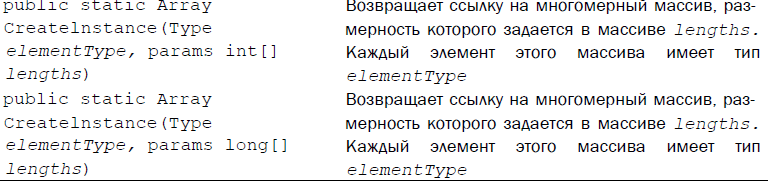 public static Array
CreateInstance(Type
elementType, params int[]
lengths)
Возвращает ссылку на многомерный массив, раз-
мерность которого задается в массиве lengths.
Каждый элемент этого массива имеет тип
elementType
public static Array
CreateInstance(Type
elementType, params long[]
lengths)
Возвращает ссылку на многомерный массив, раз-
мерность которого задается в массиве lengths.
Каждый элемент этого массива имеет тип
elementType